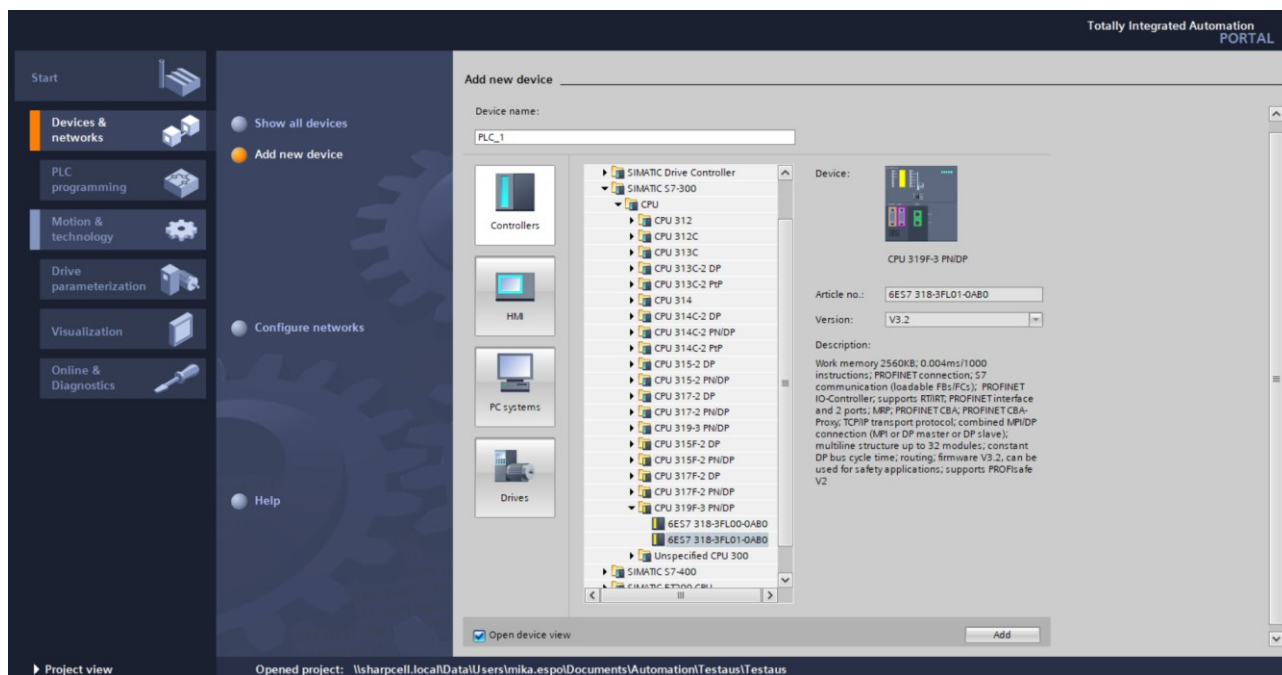 Totally Integrated Automation
PORTAL
Start
Devices &
networks
PLC
programming
Motion &
technology
Drive
parameterization
Visualization
Online &
Diagnostics
Show all devices
Add new device
Configure networks
Help
Add new device
Device name:
PLC_1
Controllers
HMI
PC systems
Drives
SIMATIC Drive Controller
SIMATIC S7-300
CPU
CPU 312
CPU 312C
CPU 313C
CPU 313C-2 DP
CPU 313C-2 PtP
CPU 314
CPU 314C-2 DP
CPU 314C-2 PN/DP
CPU 314C-2 PtP
CPU 315-2 DP
CPU 315-2 PN/DP
CPU 317-2 DP
CPU 317-2 PN/DP
CPU 319-3 PN/DP
CPU 315F-2 DP
CPU 315F-2 PN/DP
CPU 317F-2 DP
CPU 317F-2 PN/DP
CPU 319F-3 PN/DP
6ES7 318-3FL00-0AB0
6ES7 318-3FL01-0AB0
Unspecified CPU 300
SIMATIC S7-400
SIMATIC ET200 CPU
Device:
CPU 319F-3 PN/DP
Article no.:
6ES7 318-3FL01-0AB0
Version:
V3.2
Description:
Work memory 2560KB; 0.004ms/1000
instructions; PROFINET connection; S7
communication (loadable FBs/FCs); PROFINET
IO-Controller; supports RT/IRT; PROFINET interface
and 2 ports; MRP; PROFINET CBA; PROFINET CBA-
Proxy; TCP/IP transport protocol; combined MPI/DP
connection (MPI or DP master or DP slave);
multiline structure up to 32 modules; constant
DP bus cycle time; routing; firmware V3.2, can be
used for safety applications; supports PROFIsafe
V2
Open device view
Add
Project view
Opened project: \\sharpcell.local\Data\Users\mika.espo\Documents\Automation\Testaus\Testaus